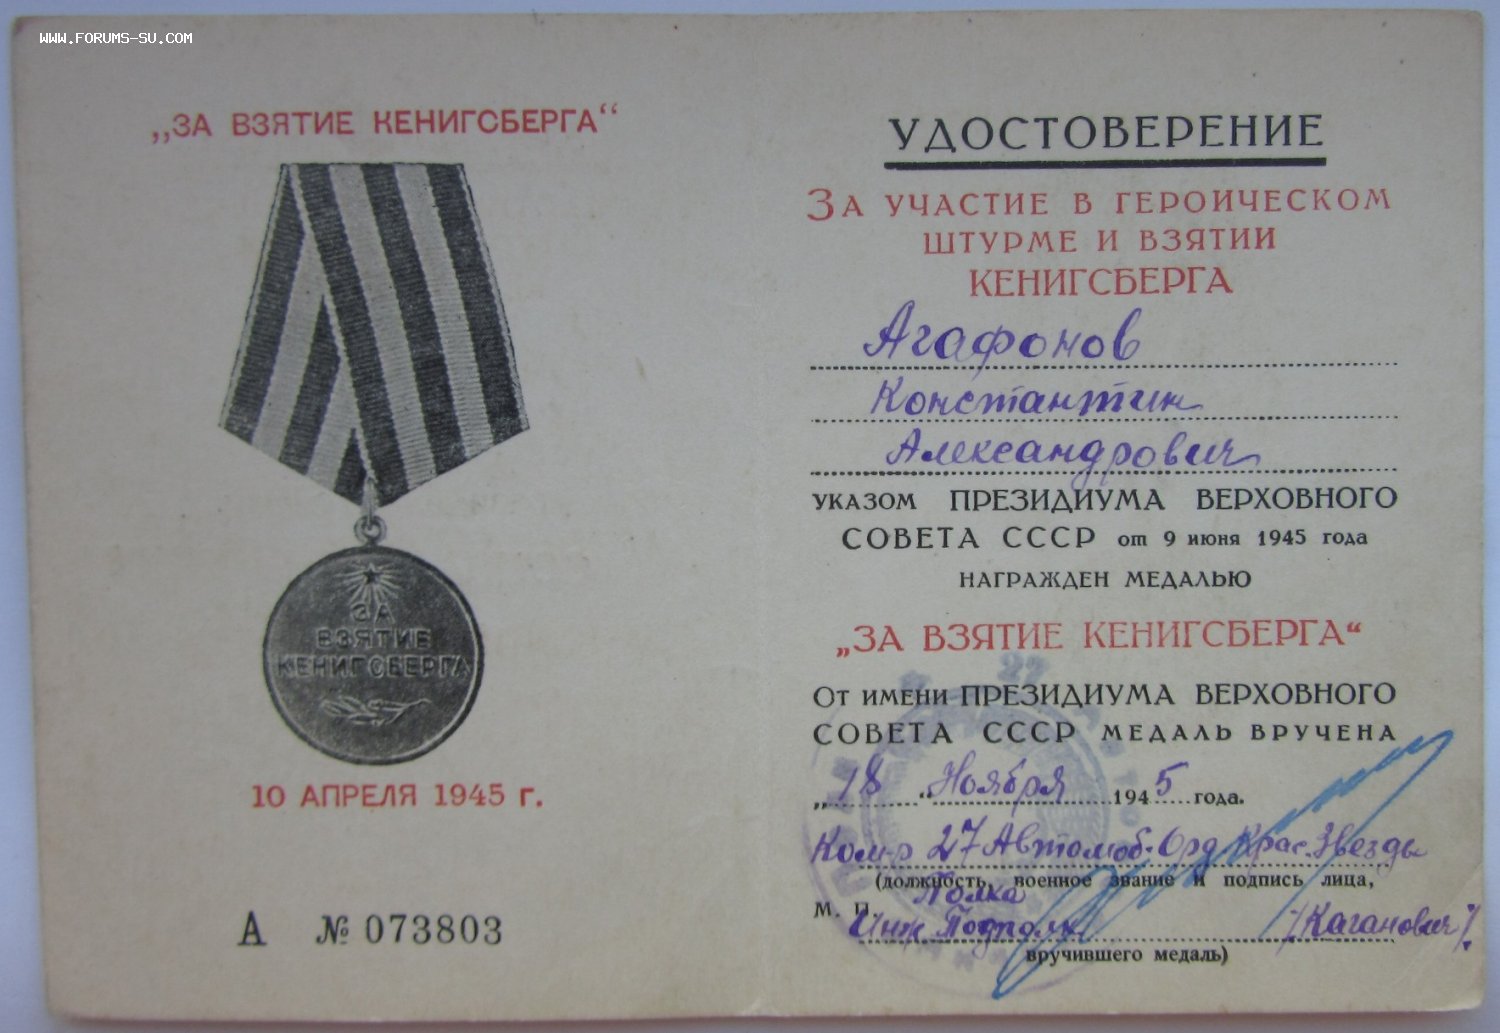 WWW.FORUMS-SU.COM
„ЗА ВЗЯТИЕ КЕНИГСБЕРГА“
ЗА
ВЗЯТИЕ
КЕНИГСБЕРГА
10 АПРЕЛЯ 1945 г.
А № 073803
УДОСТОВЕРЕНИЕ
ЗА УЧАСТИЕ В ГЕРОИЧЕСКОМ
ШТУРМЕ И ВЗЯТИИ
КЕНИГСБЕРГА
Агафонов
Константин
Александрович
УКАЗОМ ПРЕЗИДИУМА ВЕРХОВНОГО
СОВЕТА СССР от 9 июня 1945 года
НАГРАЖДЕН МЕДАЛЬЮ
„ЗА ВЗЯТИЕ КЕНИГСБЕРГА“
ОТ ИМЕНИ ПРЕЗИДИУМА ВЕРХОВНОГО
СОВЕТА СССР МЕДАЛЬ ВРУЧЕНА
„18“ Ноября 1945 года.
Ком-р 27 Автомоб. Орд Крас. Звезды
(должность, военное звание и подпись лица,
Полка
М. П.
Инж Подполк /Каганович/
вручившего медаль)